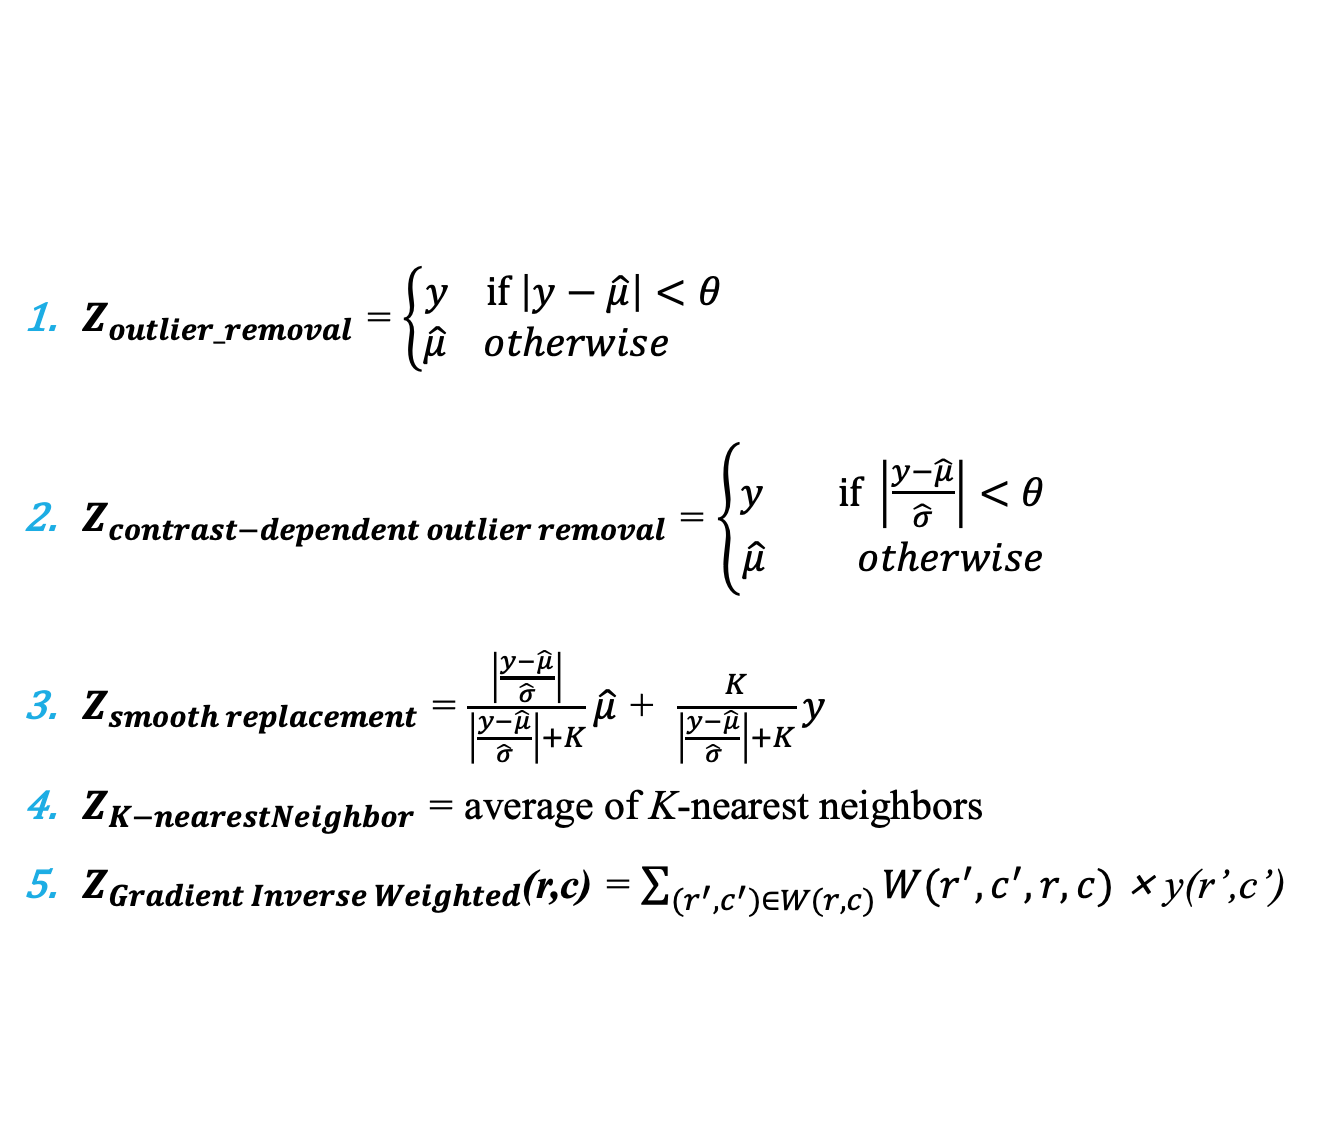 1. Z_outlier_removal = { y if |y − μ̂| < θ
μ̂ otherwise
2. Z_contrast−dependent outlier removal = { y if |(y−μ̂)/σ̂| < θ
μ̂ otherwise
3. Z_smooth replacement = |(y−μ̂)/σ̂| / (|(y−μ̂)/σ̂|+K) μ̂ + K / (|(y−μ̂)/σ̂|+K) y
4. Z_K−nearestNeighbor = average of K-nearest neighbors
5. Z_Gradient Inverse Weighted(r,c) = ∑_(r′,c′)∈W(r,c) W(r′, c′, r, c) × y(r’,c’)